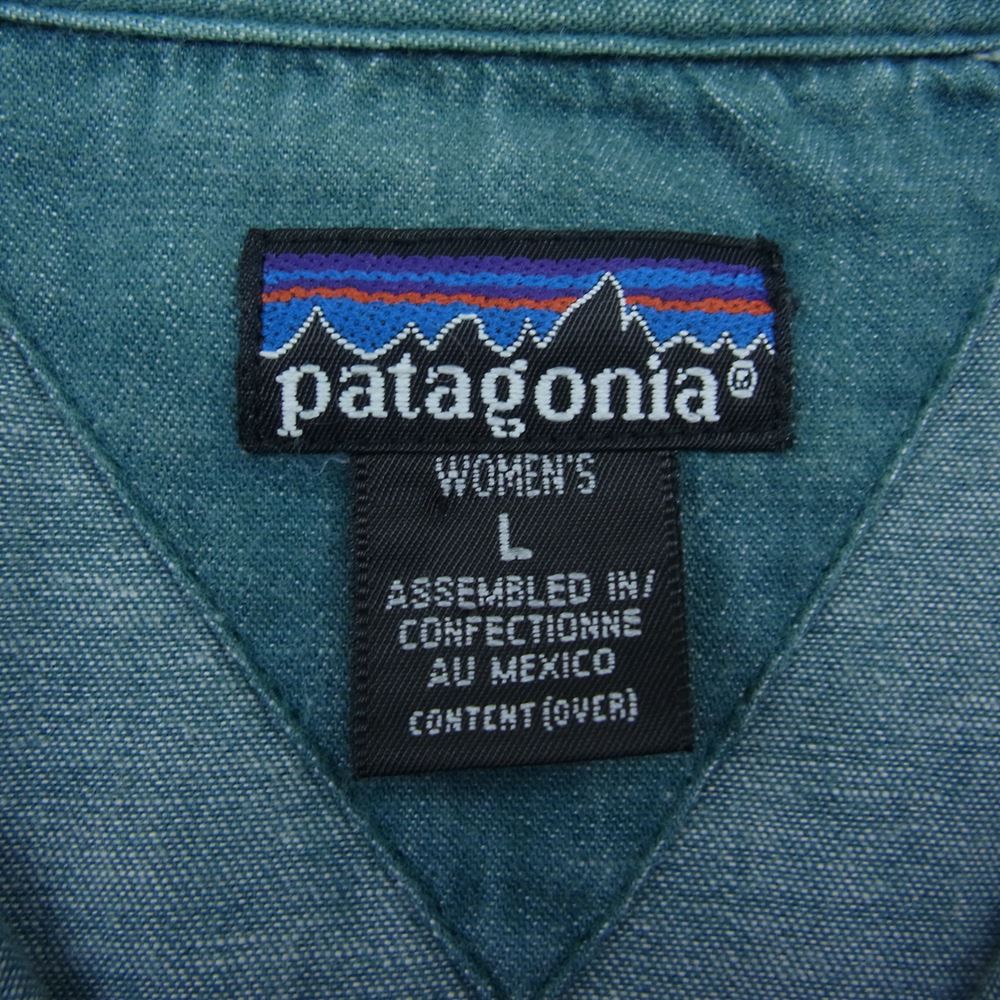 patagonia®
WOMEN'S
L
ASSEMBLED IN/
CONFECTIONNE
AU MEXICO
CONTENT (OVER)